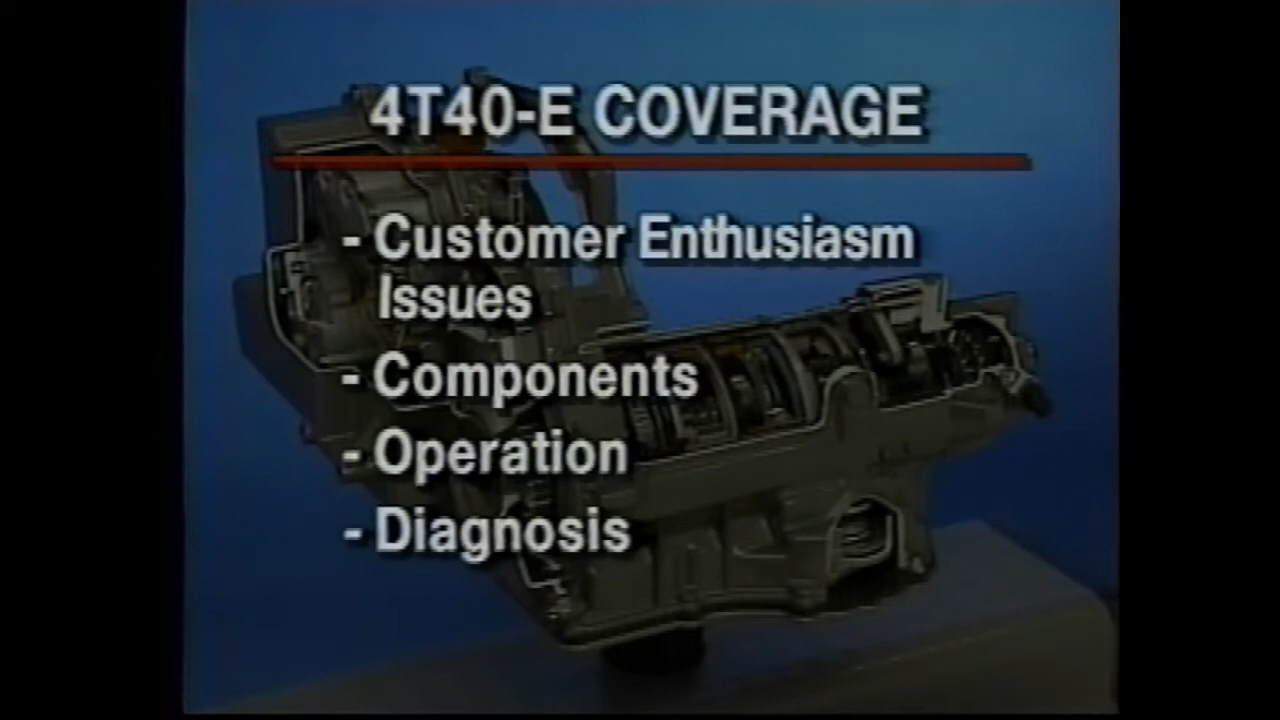 4T40-E COVERAGE
- Customer Enthusiasm
Issues
- Components
- Operation
- Diagnosis